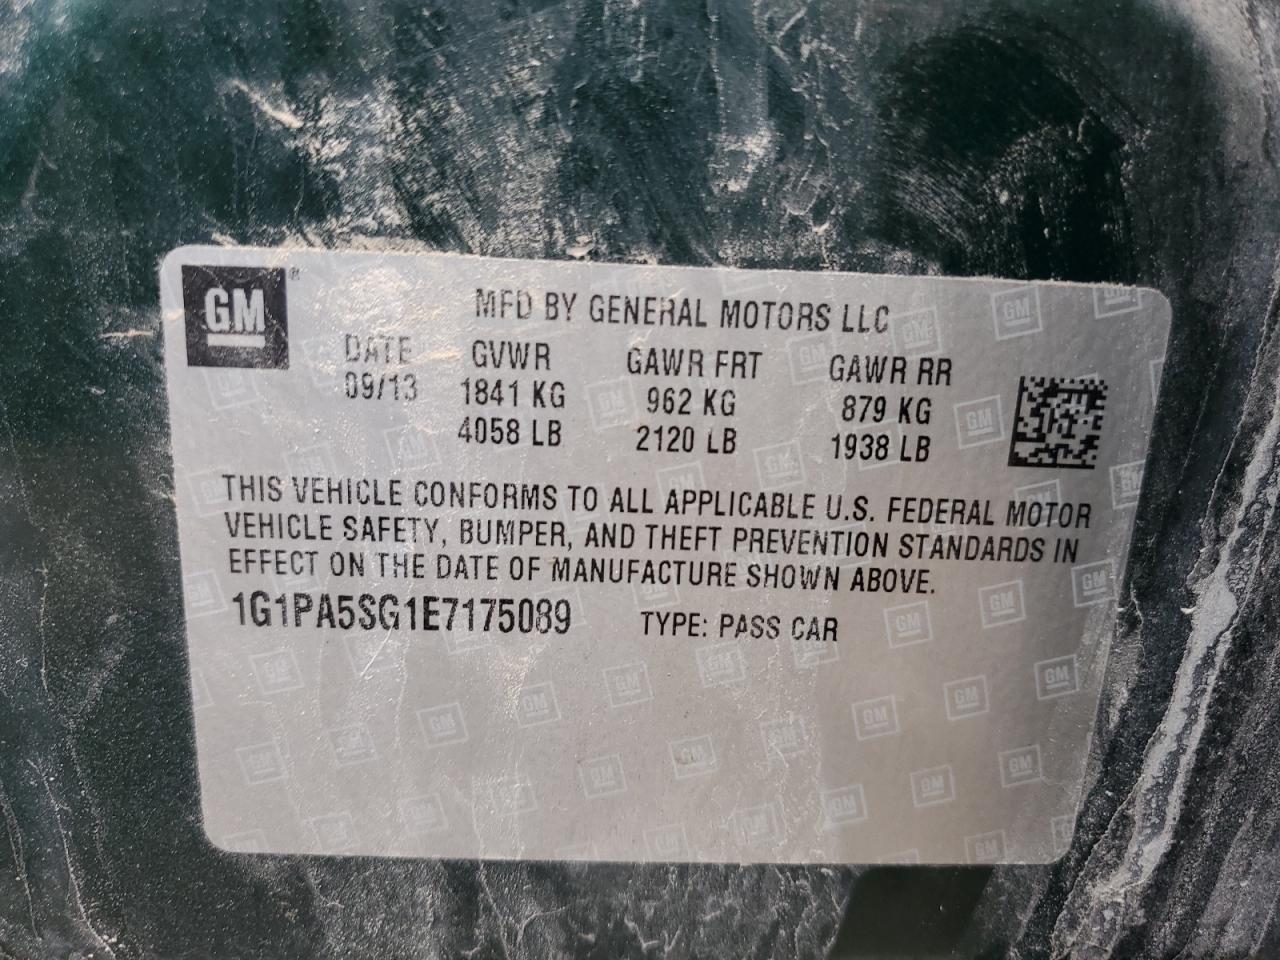 GM®
MFD BY GENERAL MOTORS LLC
DATE GVWR GAWR FRT GAWR RR
09/13 1841 KG 962 KG 879 KG
4058 LB 2120 LB 1938 LB
THIS VEHICLE CONFORMS TO ALL APPLICABLE U.S. FEDERAL MOTOR
VEHICLE SAFETY, BUMPER, AND THEFT PREVENTION STANDARDS IN
EFFECT ON THE DATE OF MANUFACTURE SHOWN ABOVE.
1G1PA5SG1E7175089 TYPE: PASS CAR